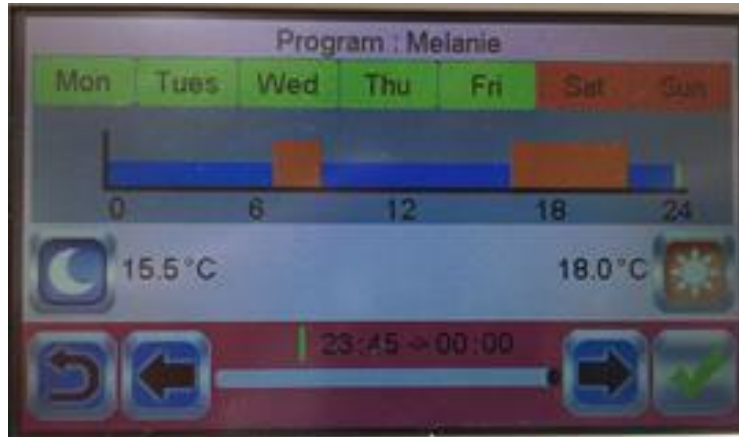 Program : Melanie
Mon Tues Wed Thu Fri Sat Sun
0 6 12 18 24
15.5°C 18.0°C
23:45 -> 00:00